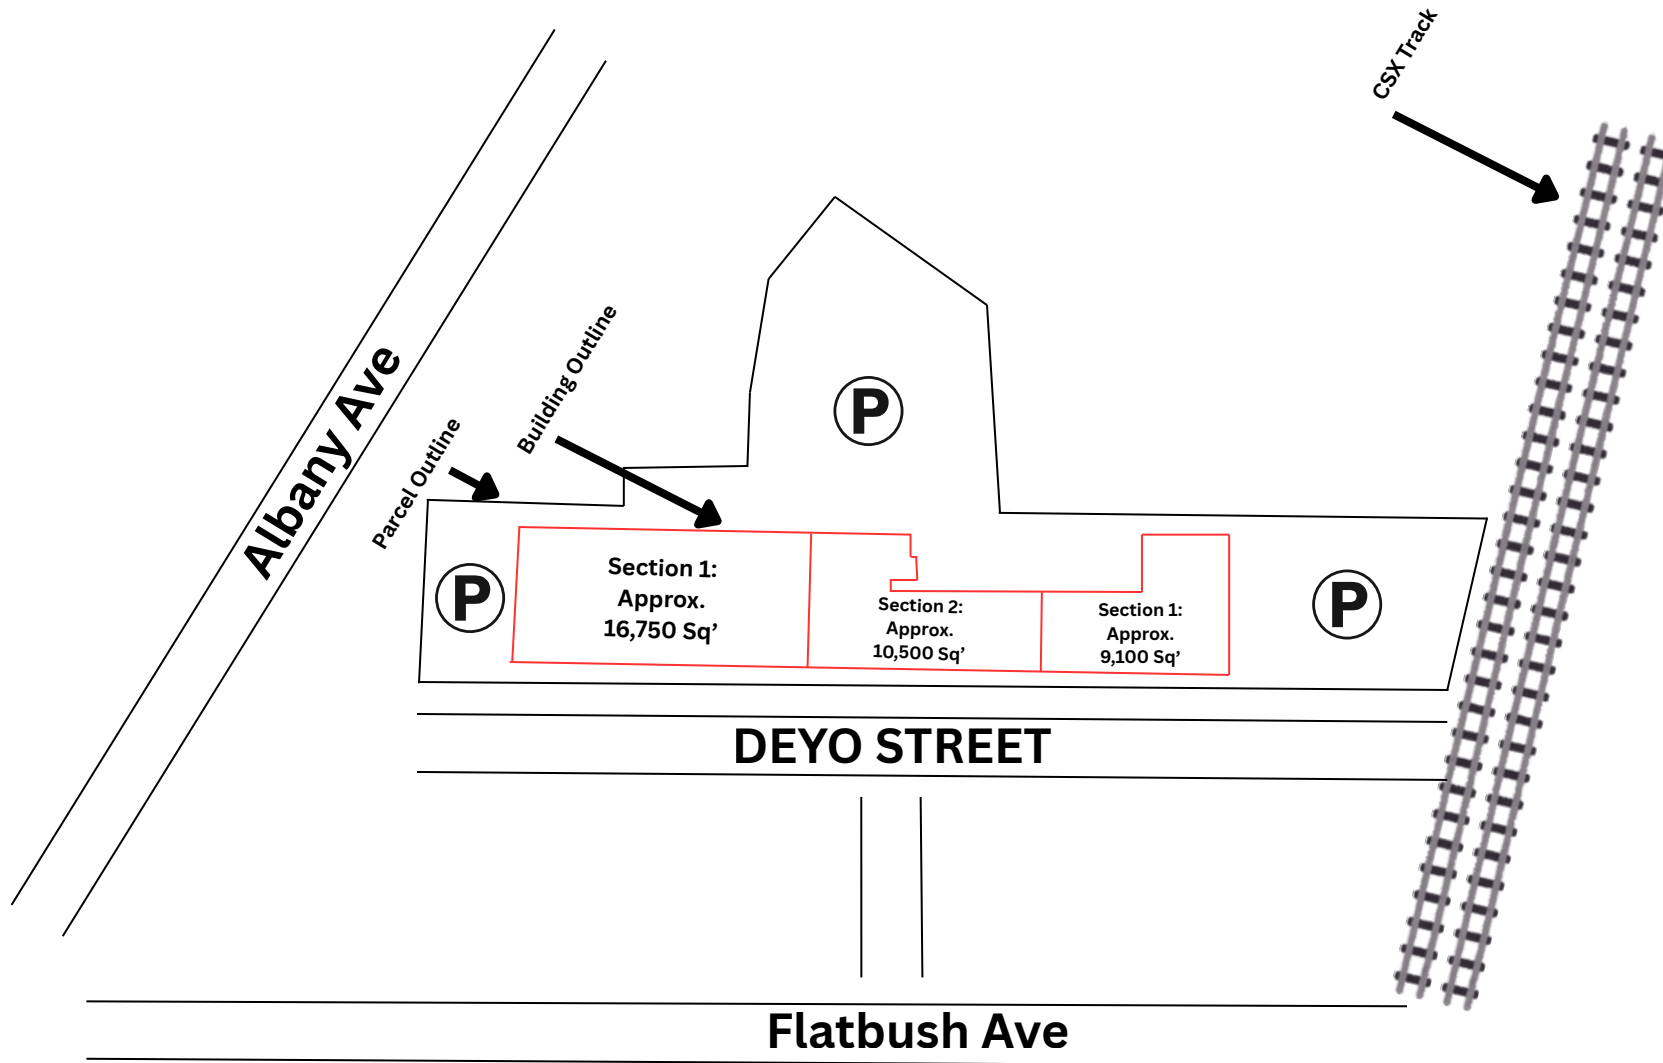 CSX Track
Albany Ave
Parcel Outline
Building Outline
P
P
P
Section 1:
Approx.
16,750 Sq’
Section 2:
Approx.
10,500 Sq’
Section 1:
Approx.
9,100 Sq’
DEYO STREET
Flatbush Ave